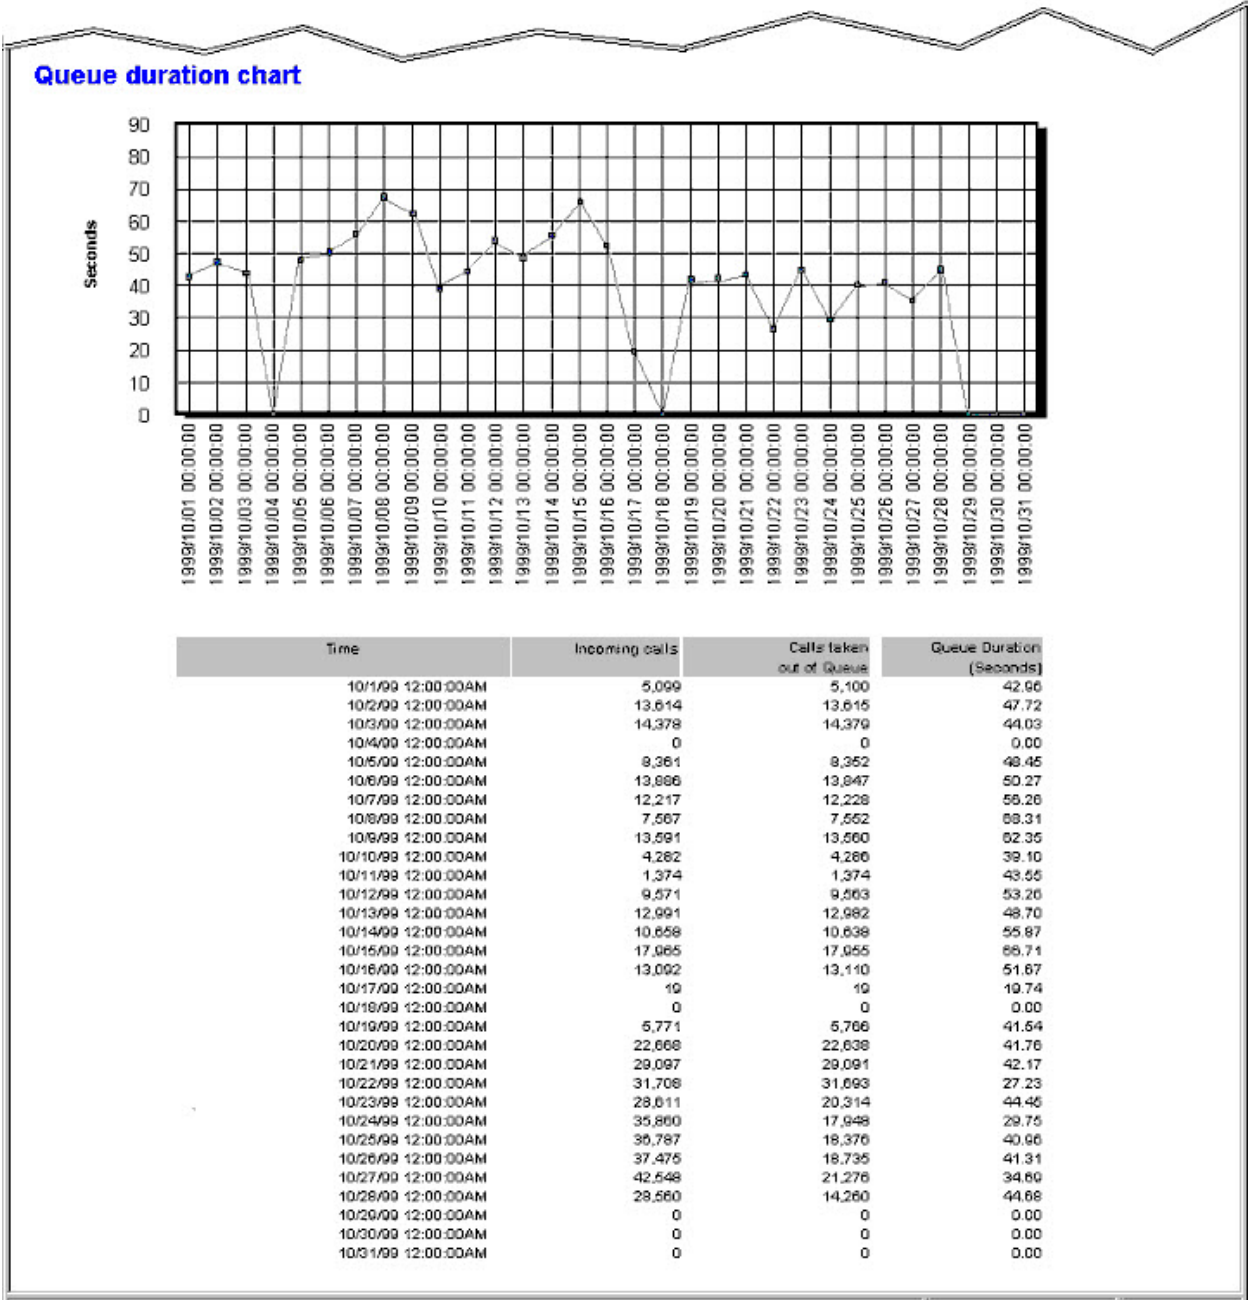 Queue duration chart
90
80
70
60
50
40
30
20
10
0
Seconds
1999/10/01 00:00:00
1999/10/02 00:00:00
1999/10/03 00:00:00
1999/10/04 00:00:00
1999/10/05 00:00:00
1999/10/06 00:00:00
1999/10/07 00:00:00
1999/10/08 00:00:00
1999/10/09 00:00:00
1999/10/10 00:00:00
1999/10/11 00:00:00
1999/10/12 00:00:00
1999/10/13 00:00:00
1999/10/14 00:00:00
1999/10/15 00:00:00
1999/10/16 00:00:00
1999/10/17 00:00:00
1999/10/18 00:00:00
1999/10/19 00:00:00
1999/10/20 00:00:00
1999/10/21 00:00:00
1999/10/22 00:00:00
1999/10/23 00:00:00
1999/10/24 00:00:00
1999/10/25 00:00:00
1999/10/26 00:00:00
1999/10/27 00:00:00
1999/10/28 00:00:00
1999/10/29 00:00:00
1999/10/30 00:00:00
1999/10/31 00:00:00
Time Incoming calls Calls taken Queue Duration
out of Queue (Seconds)
10/1/99 12:00:00AM 5,099 5,100 42.96
10/2/99 12:00:00AM 13,614 13,615 47.72
10/3/99 12:00:00AM 14,378 14,379 44.03
10/4/99 12:00:00AM 0 0 0.00
10/5/99 12:00:00AM 8,352 48.45
10/6/99 12:00:00AM 13,886 13,847 50.27
10/7/99 12:00:00AM 12,217 12,228 56.26
10/8/99 12:00:00AM 7,567 7,552 68.31
10/9/99 12:00:00AM 13,591 13,560 62.35
10/10/99 12:00:00AM 4,282 4,286 39.10
10/11/99 12:00:00AM 1,374 1,374 43.55
10/12/99 12:00:00AM 9,571 9,563 53.26
10/13/99 12:00:00AM 12,991 12,982 48.70
10/14/99 12:00:00AM 10,658 10,638 55.87
10/15/99 12:00:00AM 17,965 17,955 66.71
10/16/99 12:00:00AM 13,092 13,110 51.67
10/17/99 12:00:00AM 19 19 19.74
10/18/99 12:00:00AM 0 0 0.00
10/19/99 12:00:00AM 5,771 5,766 41.54
10/20/99 12:00:00AM 22,668 22,638 41.76
10/21/99 12:00:00AM 29,097 29,091 42.17
10/22/99 12:00:00AM 31,708 31,693 27.23
10/23/99 12:00:00AM 28,611 20,314 44.45
10/24/99 12:00:00AM 35,860 17,948 29.75
10/25/99 12:00:00AM 36,787 18,376 40.96
10/26/99 12:00:00AM 37,475 18,735 41.31
10/27/99 12:00:00AM 42,548 21,276 34.69
10/28/99 12:00:00AM 28,560 14,260 44.68
10/29/99 12:00:00AM 0 0 0.00
10/30/99 12:00:00AM 0 0 0.00
10/31/99 12:00:00AM 0 0 0.00